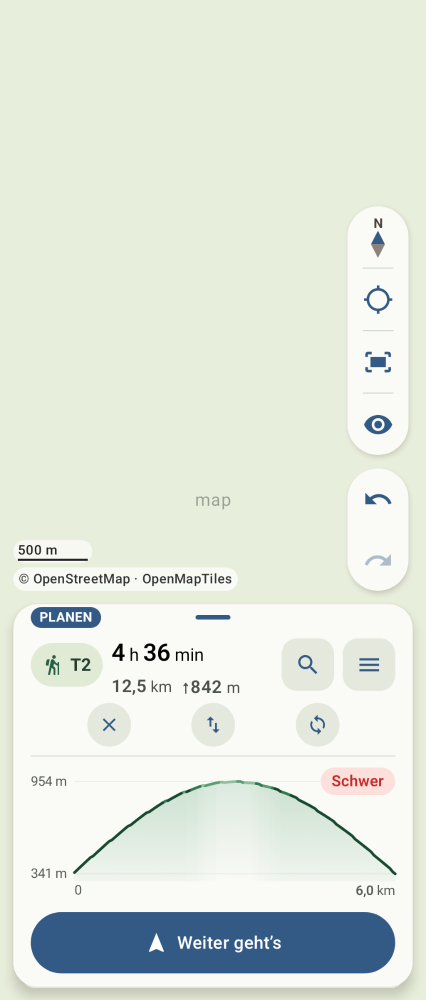 N
map
500 m
© OpenStreetMap · OpenMapTiles
PLANEN
T2
4 h 36 min
12,5 km ↑842 m
954 m
Schwer
341 m
0
6,0 km
Weiter geht's